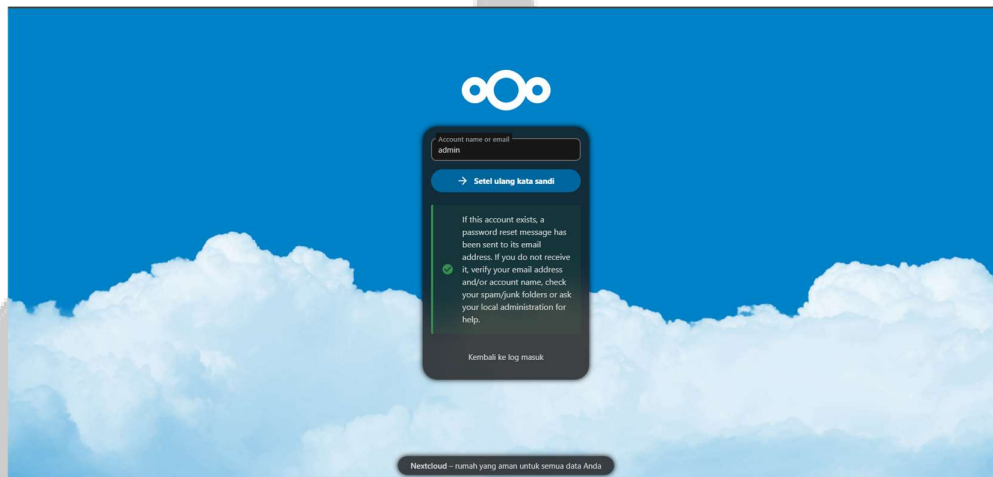 Account name or email
admin
→ Setel ulang kata sandi
If this account exists, a
password reset message has
been sent to its email
address. If you do not receive
it, verify your email address
and/or account name, check
your spam/junk folders or ask
your local administration for
help.
Kembali ke log masuk
Nextcloud – rumah yang aman untuk semua data Anda